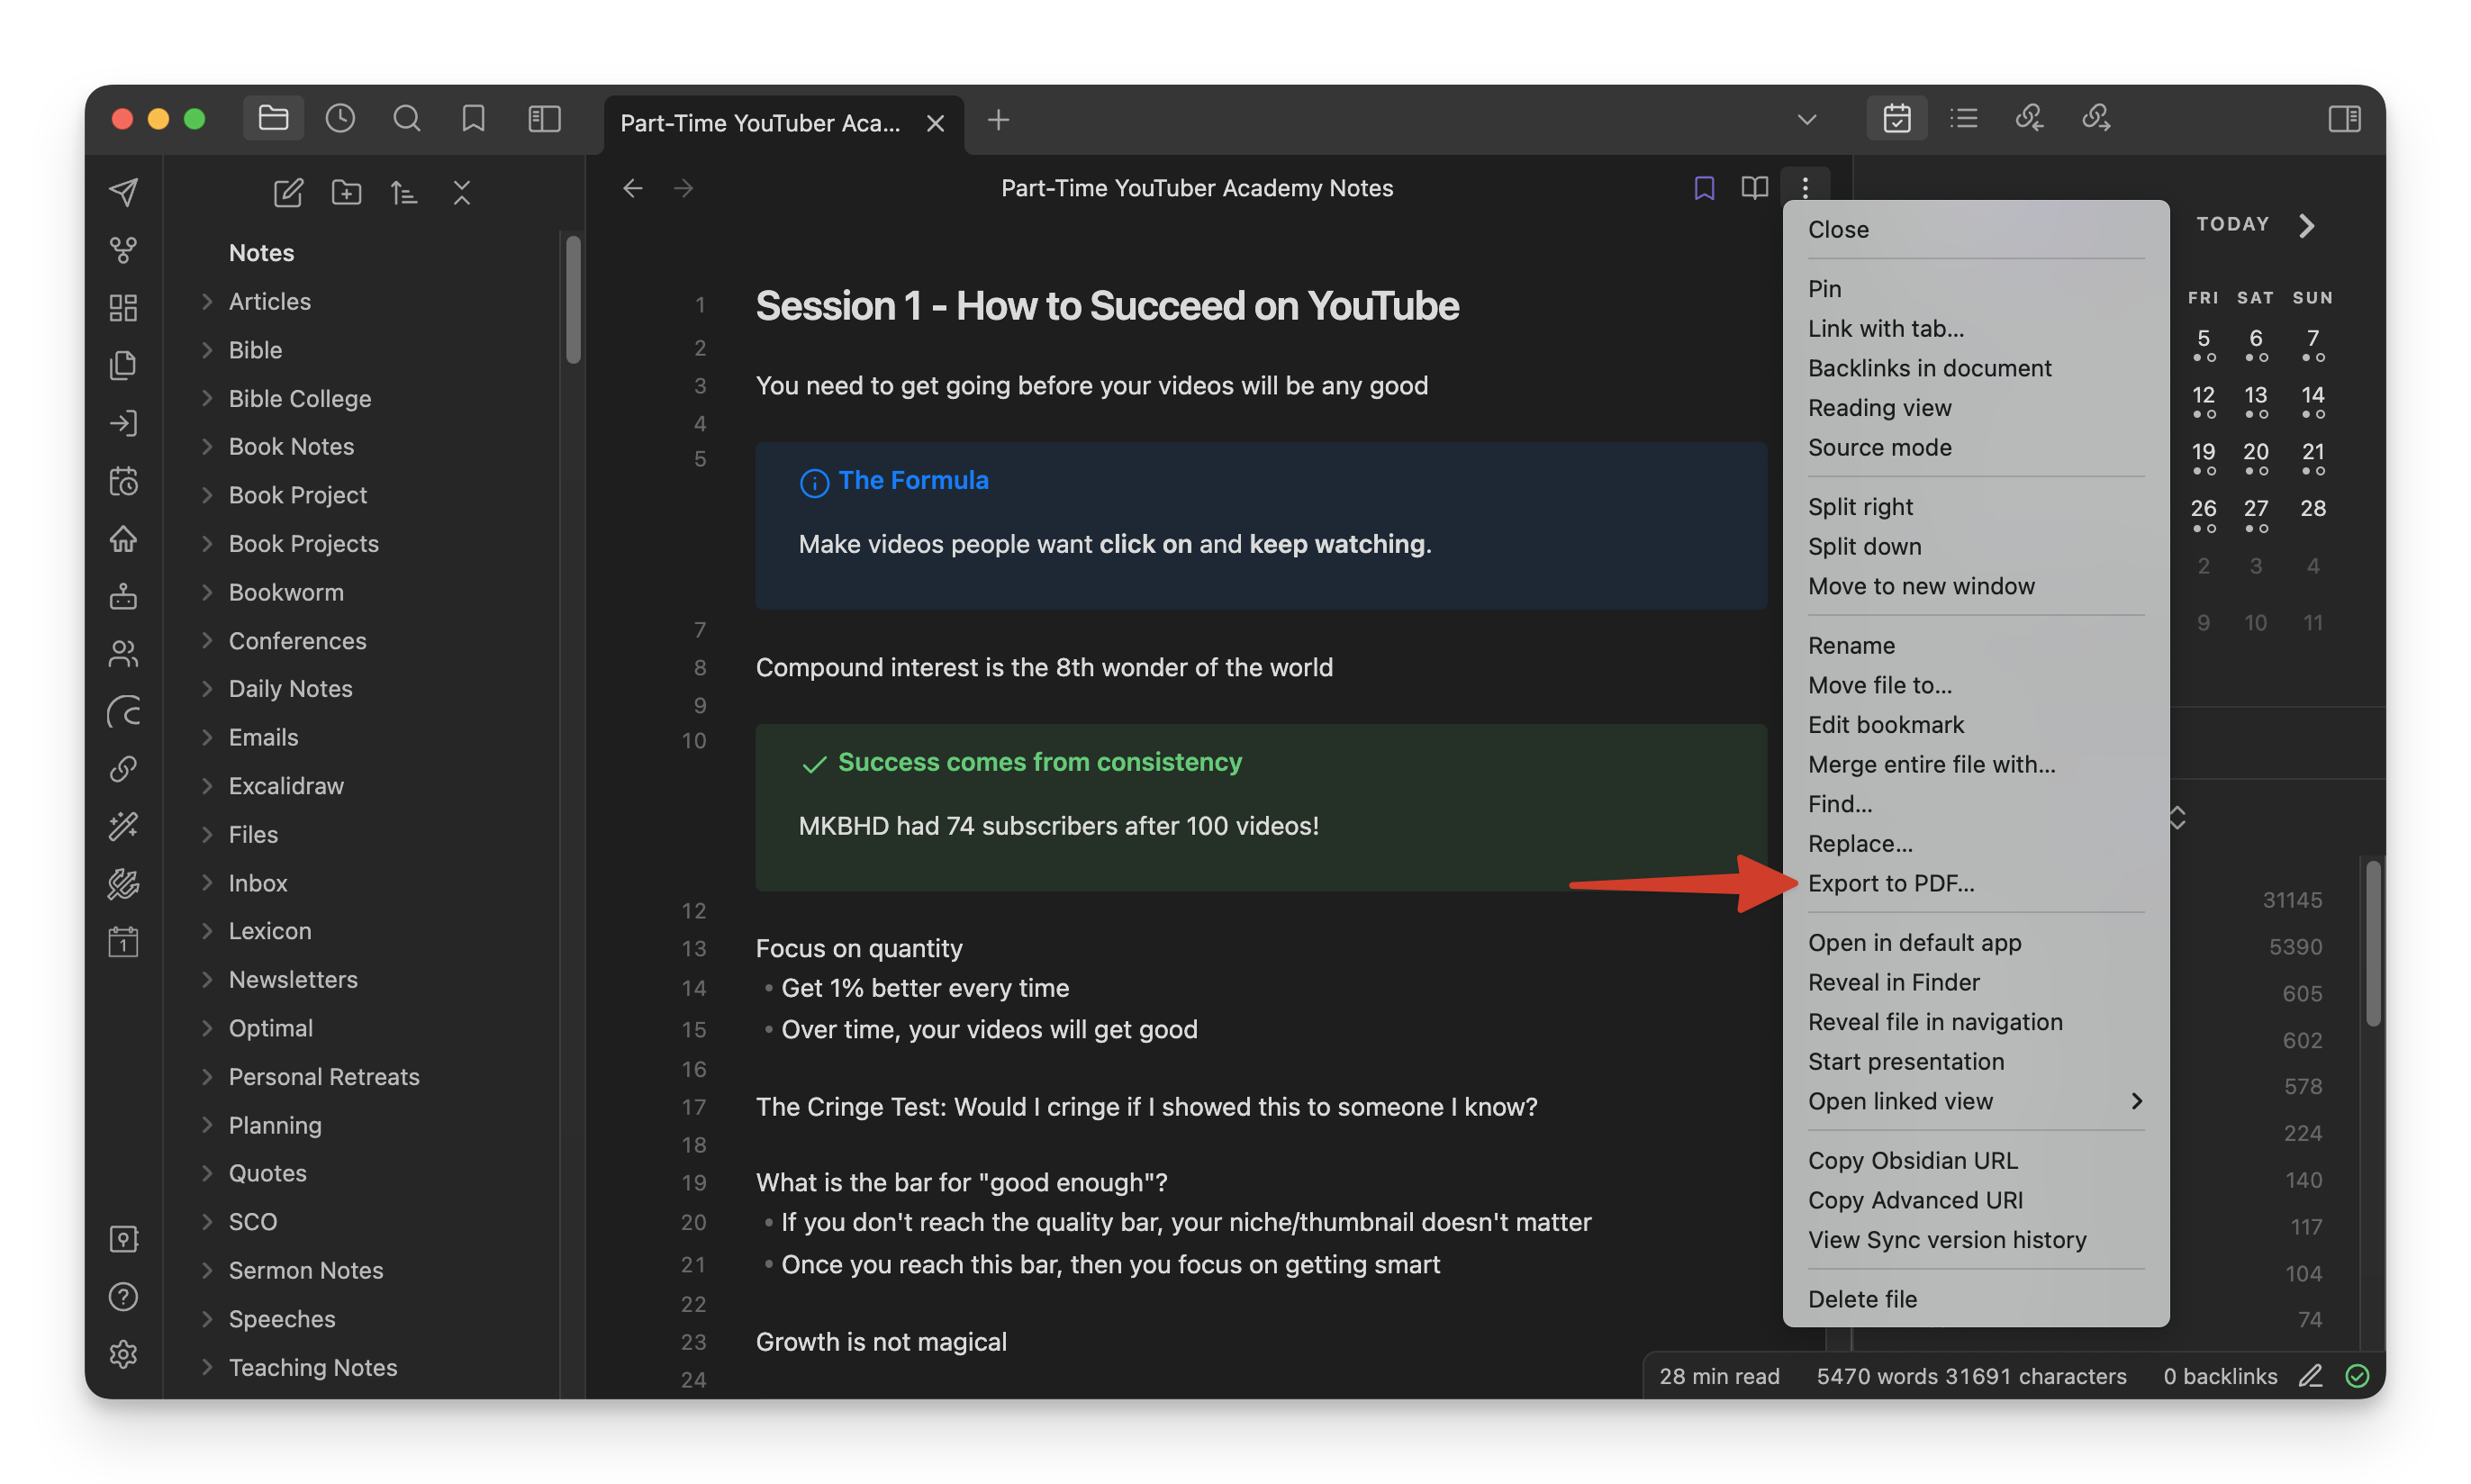 Part-Time YouTuber Aca...
Notes
Articles
Bible
Bible College
Book Notes
Book Project
Book Projects
Bookworm
Conferences
Daily Notes
Emails
Excalidraw
Files
Inbox
Lexicon
Newsletters
Optimal
Personal Retreats
Planning
Quotes
SCO
Sermon Notes
Speeches
Teaching Notes
1
Part-Time YouTuber Academy Notes
1 Session 1 - How to Succeed on YouTube
2
3 You need to get going before your videos will be any good
4
5 The Formula
Make videos people want click on and keep watching.
7
8 Compound interest is the 8th wonder of the world
9
10 Success comes from consistency
MKBHD had 74 subscribers after 100 videos!
12
13 Focus on quantity
14 • Get 1% better every time
15 • Over time, your videos will get good
16
17 The Cringe Test: Would I cringe if I showed this to someone I know?
18
19 What is the bar for "good enough"?
20 • If you don't reach the quality bar, your niche/thumbnail doesn't matter
21 • Once you reach this bar, then you focus on getting smart
22
23 Growth is not magical
24
Close
Pin
Link with tab...
Backlinks in document
Reading view
Source mode
Split right
Split down
Move to new window
Rename
Move file to...
Edit bookmark
Merge entire file with...
Find...
Replace...
Export to PDF...
Open in default app
Reveal in Finder
Reveal file in navigation
Start presentation
Open linked view
Copy Obsidian URL
Copy Advanced URI
View Sync version history
Delete file
TODAY
FRI SAT SUN
5 6 7
12 13 14
19 20 21
26 27 28
2 3 4
9 10 11
31145
5390
605
602
578
224
140
117
104
74
28 min read 5470 words 31691 characters 0 backlinks